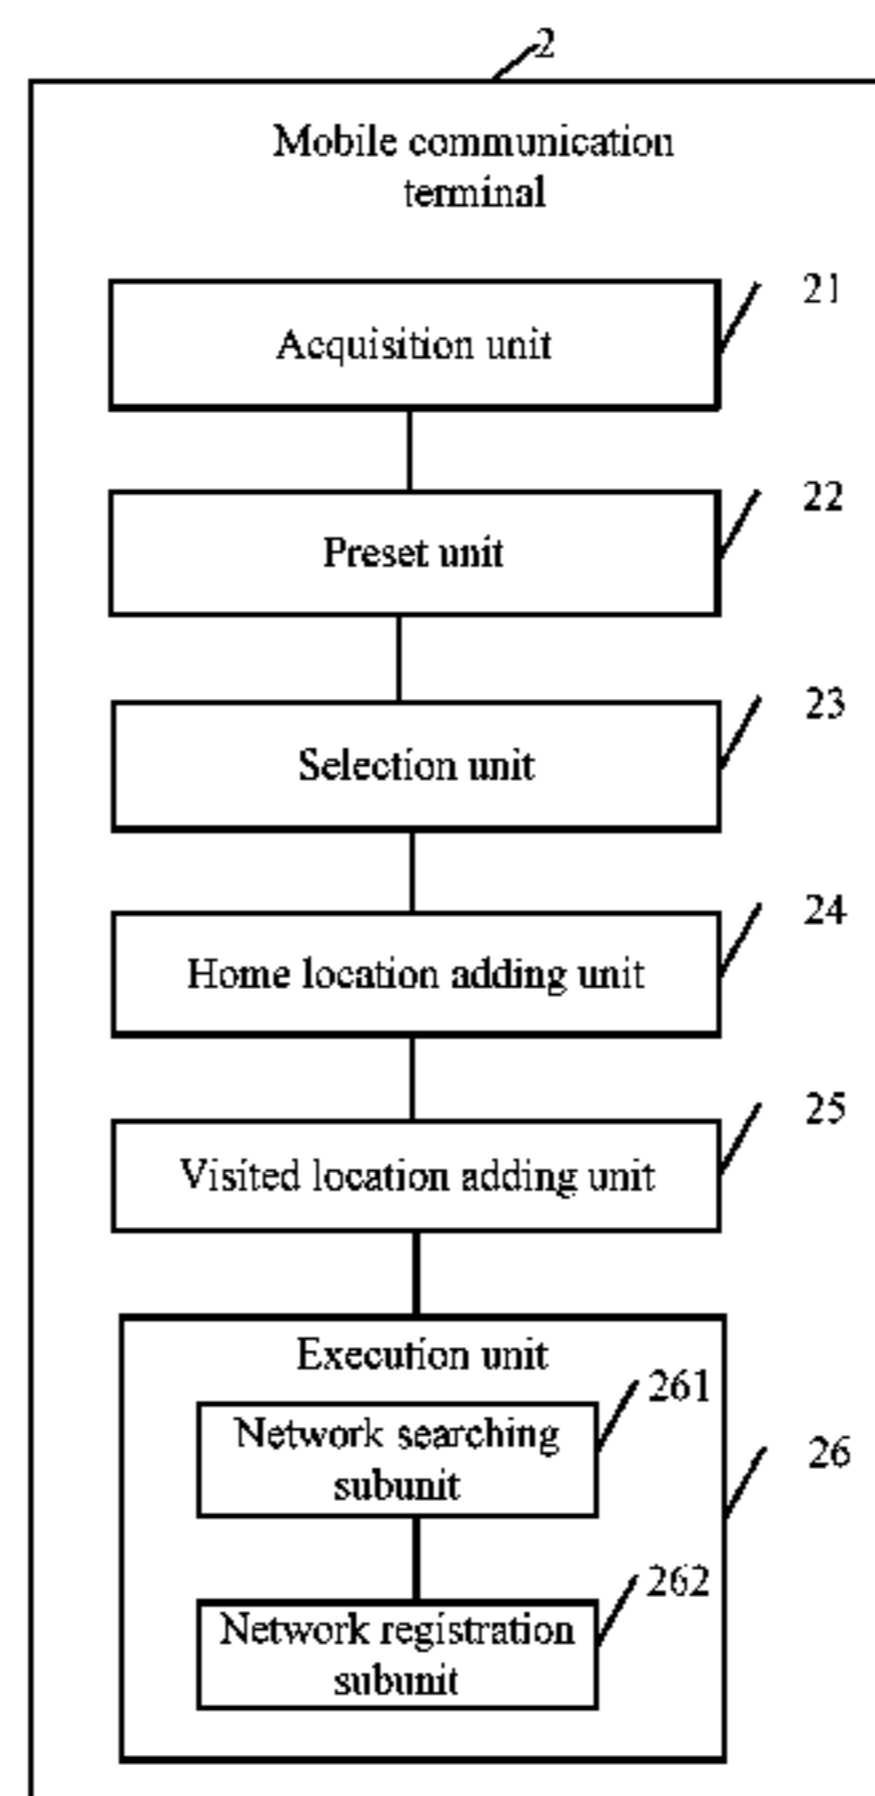 2
Mobile communication
terminal
21
Acquisition unit
22
Preset unit
23
Selection unit
24
Home location adding unit
25
Visited location adding unit
Execution unit
261
Network searching
subunit
26
262
Network registration
subunit